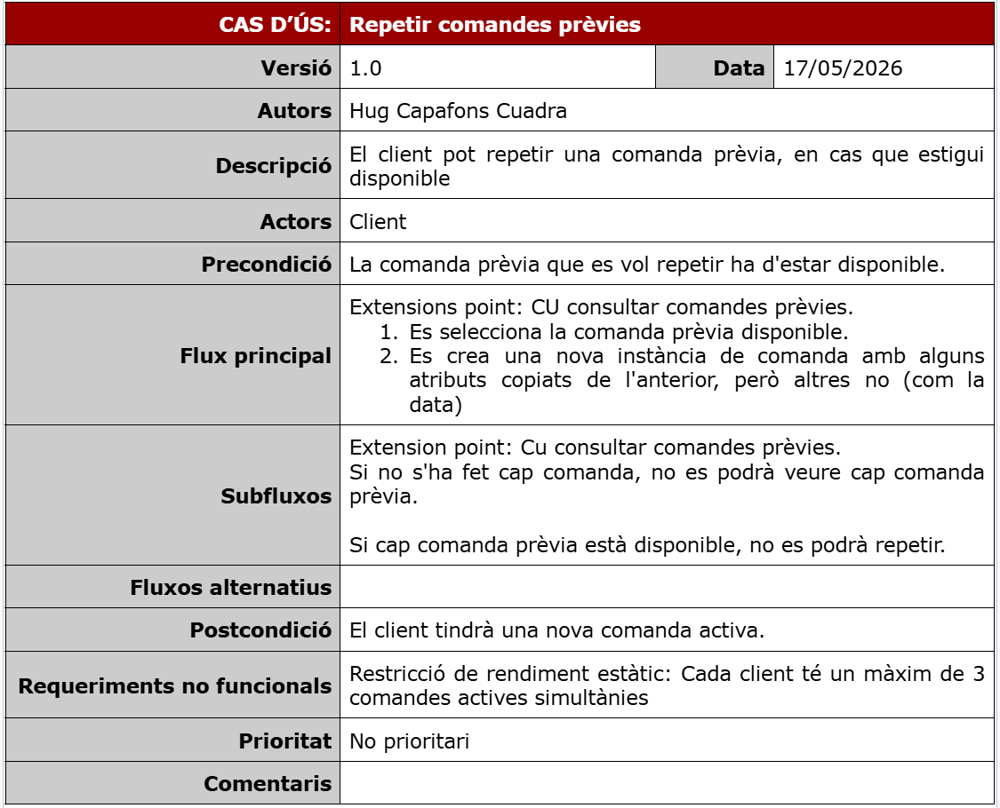 CAS D’ÚS: Repetir comandes prèvies
Versió 1.0 Data 17/05/2026
Autors Hug Capafons Cuadra
Descripció El client pot repetir una comanda prèvia, en cas que estigui
disponible
Actors Client
Precondició La comanda prèvia que es vol repetir ha d'estar disponible.
Flux principal
Extensions point: CU consultar comandes prèvies.
1. Es selecciona la comanda prèvia disponible.
2. Es crea una nova instància de comanda amb alguns
atributs copiats de l'anterior, però altres no (com la
data)
Subfluxos
Extension point: Cu consultar comandes prèvies.
Si no s'ha fet cap comanda, no es podrà veure cap comanda
prèvia.
Si cap comanda prèvia està disponible, no es podrà repetir.
Fluxos alternatius
Postcondició El client tindrà una nova comanda activa.
Requeriments no funcionals Restricció de rendiment estàtic: Cada client té un màxim de 3
comandes actives simultànies
Prioritat No prioritari
Comentaris